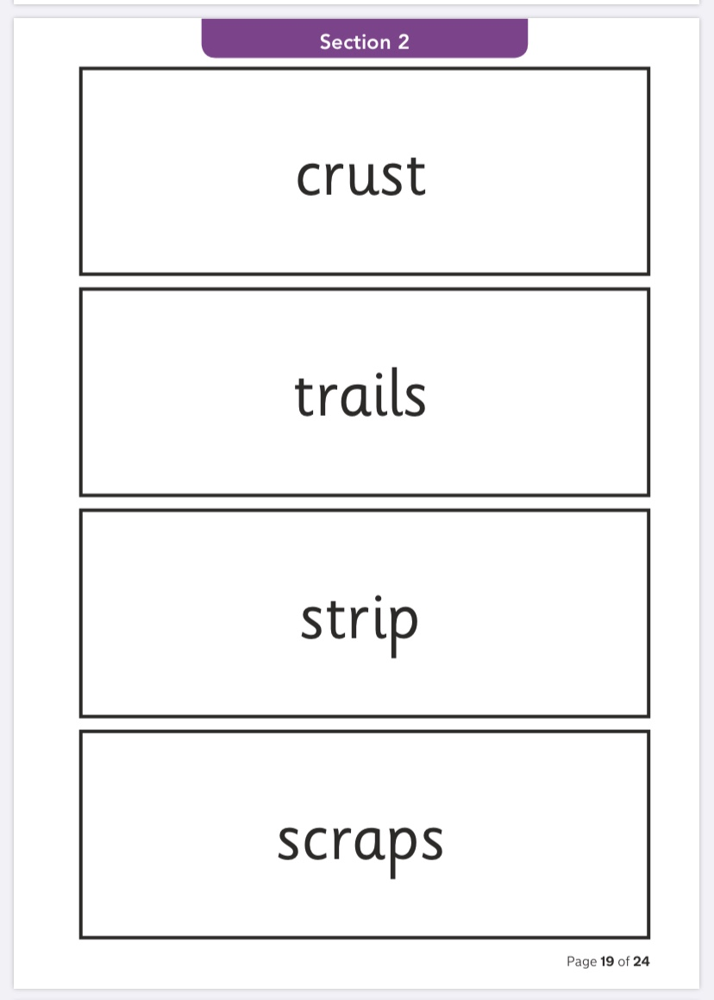 Section 2
crust
trails
strip
scraps
Page 19 of 24